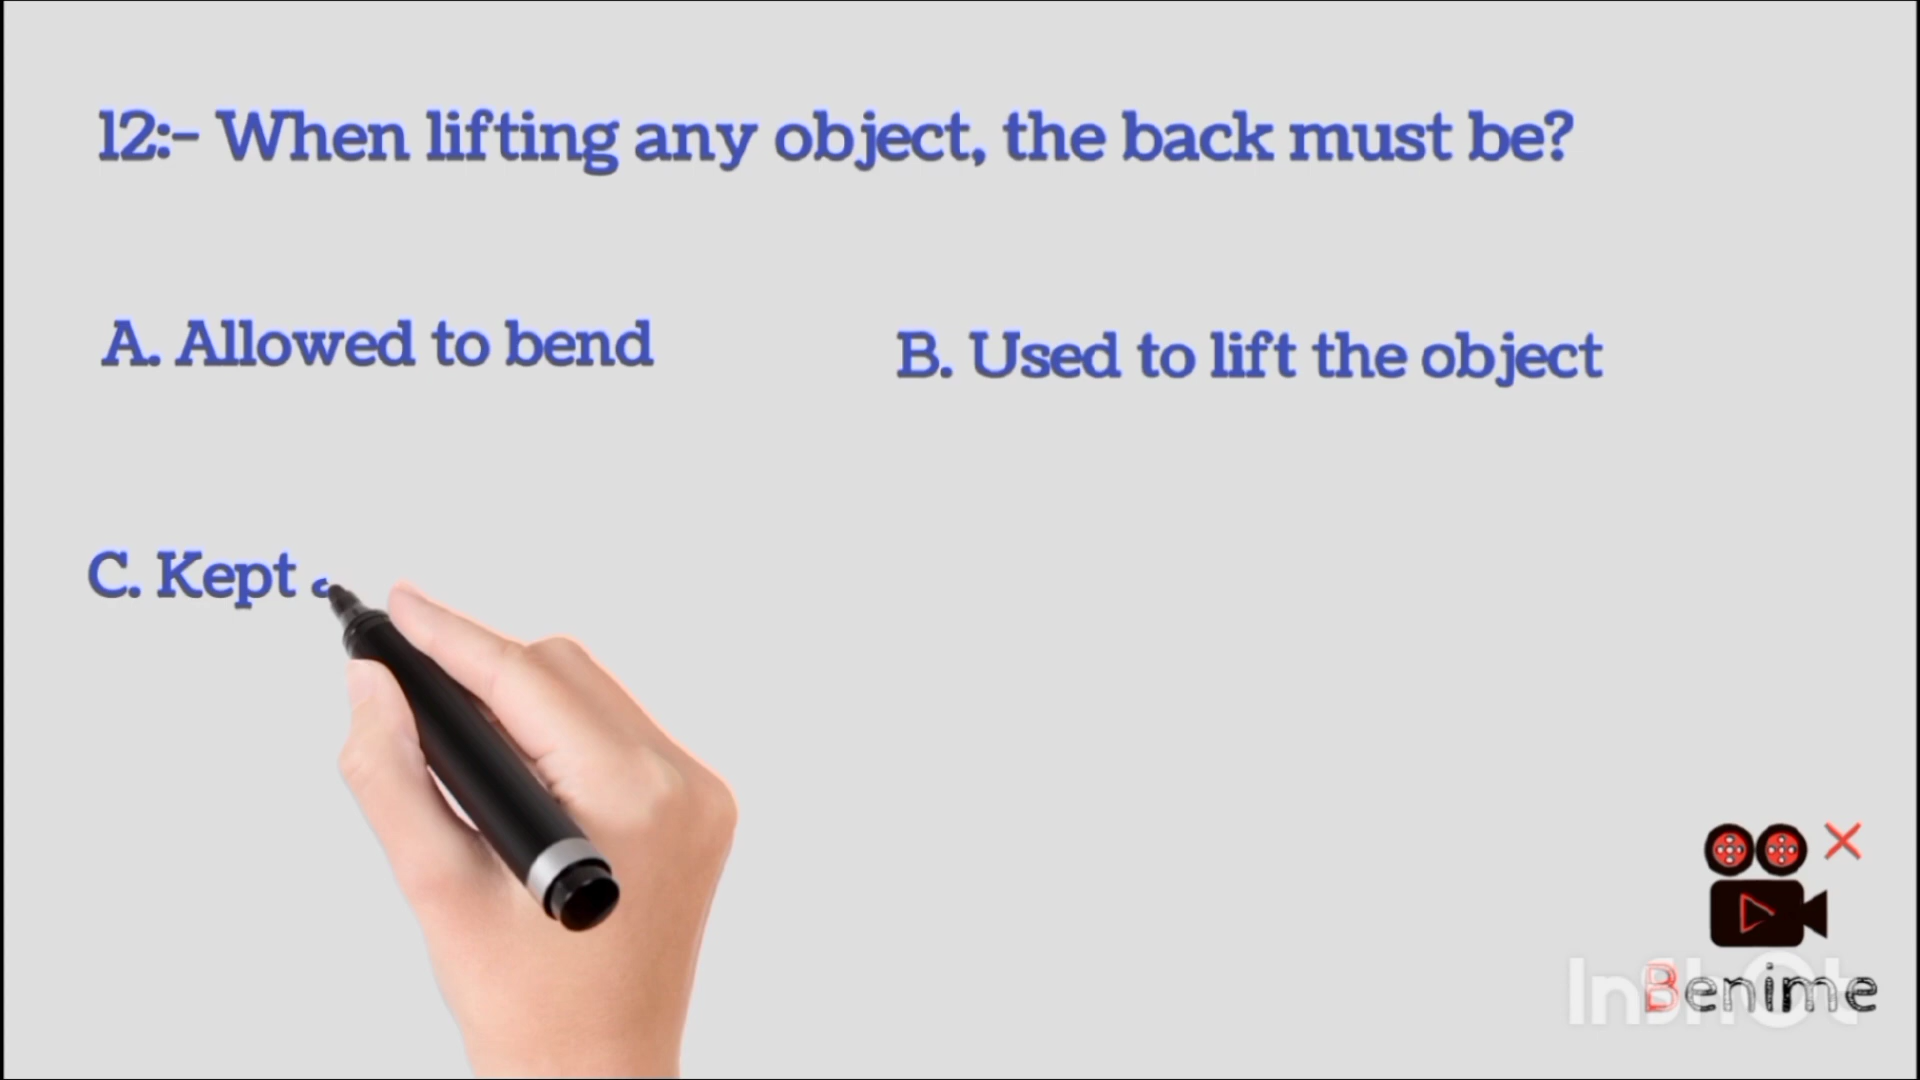 12:- When lifting any object, the back must be?
A. Allowed to bend
B. Used to lift the object
C. Kept
InShot
Benime